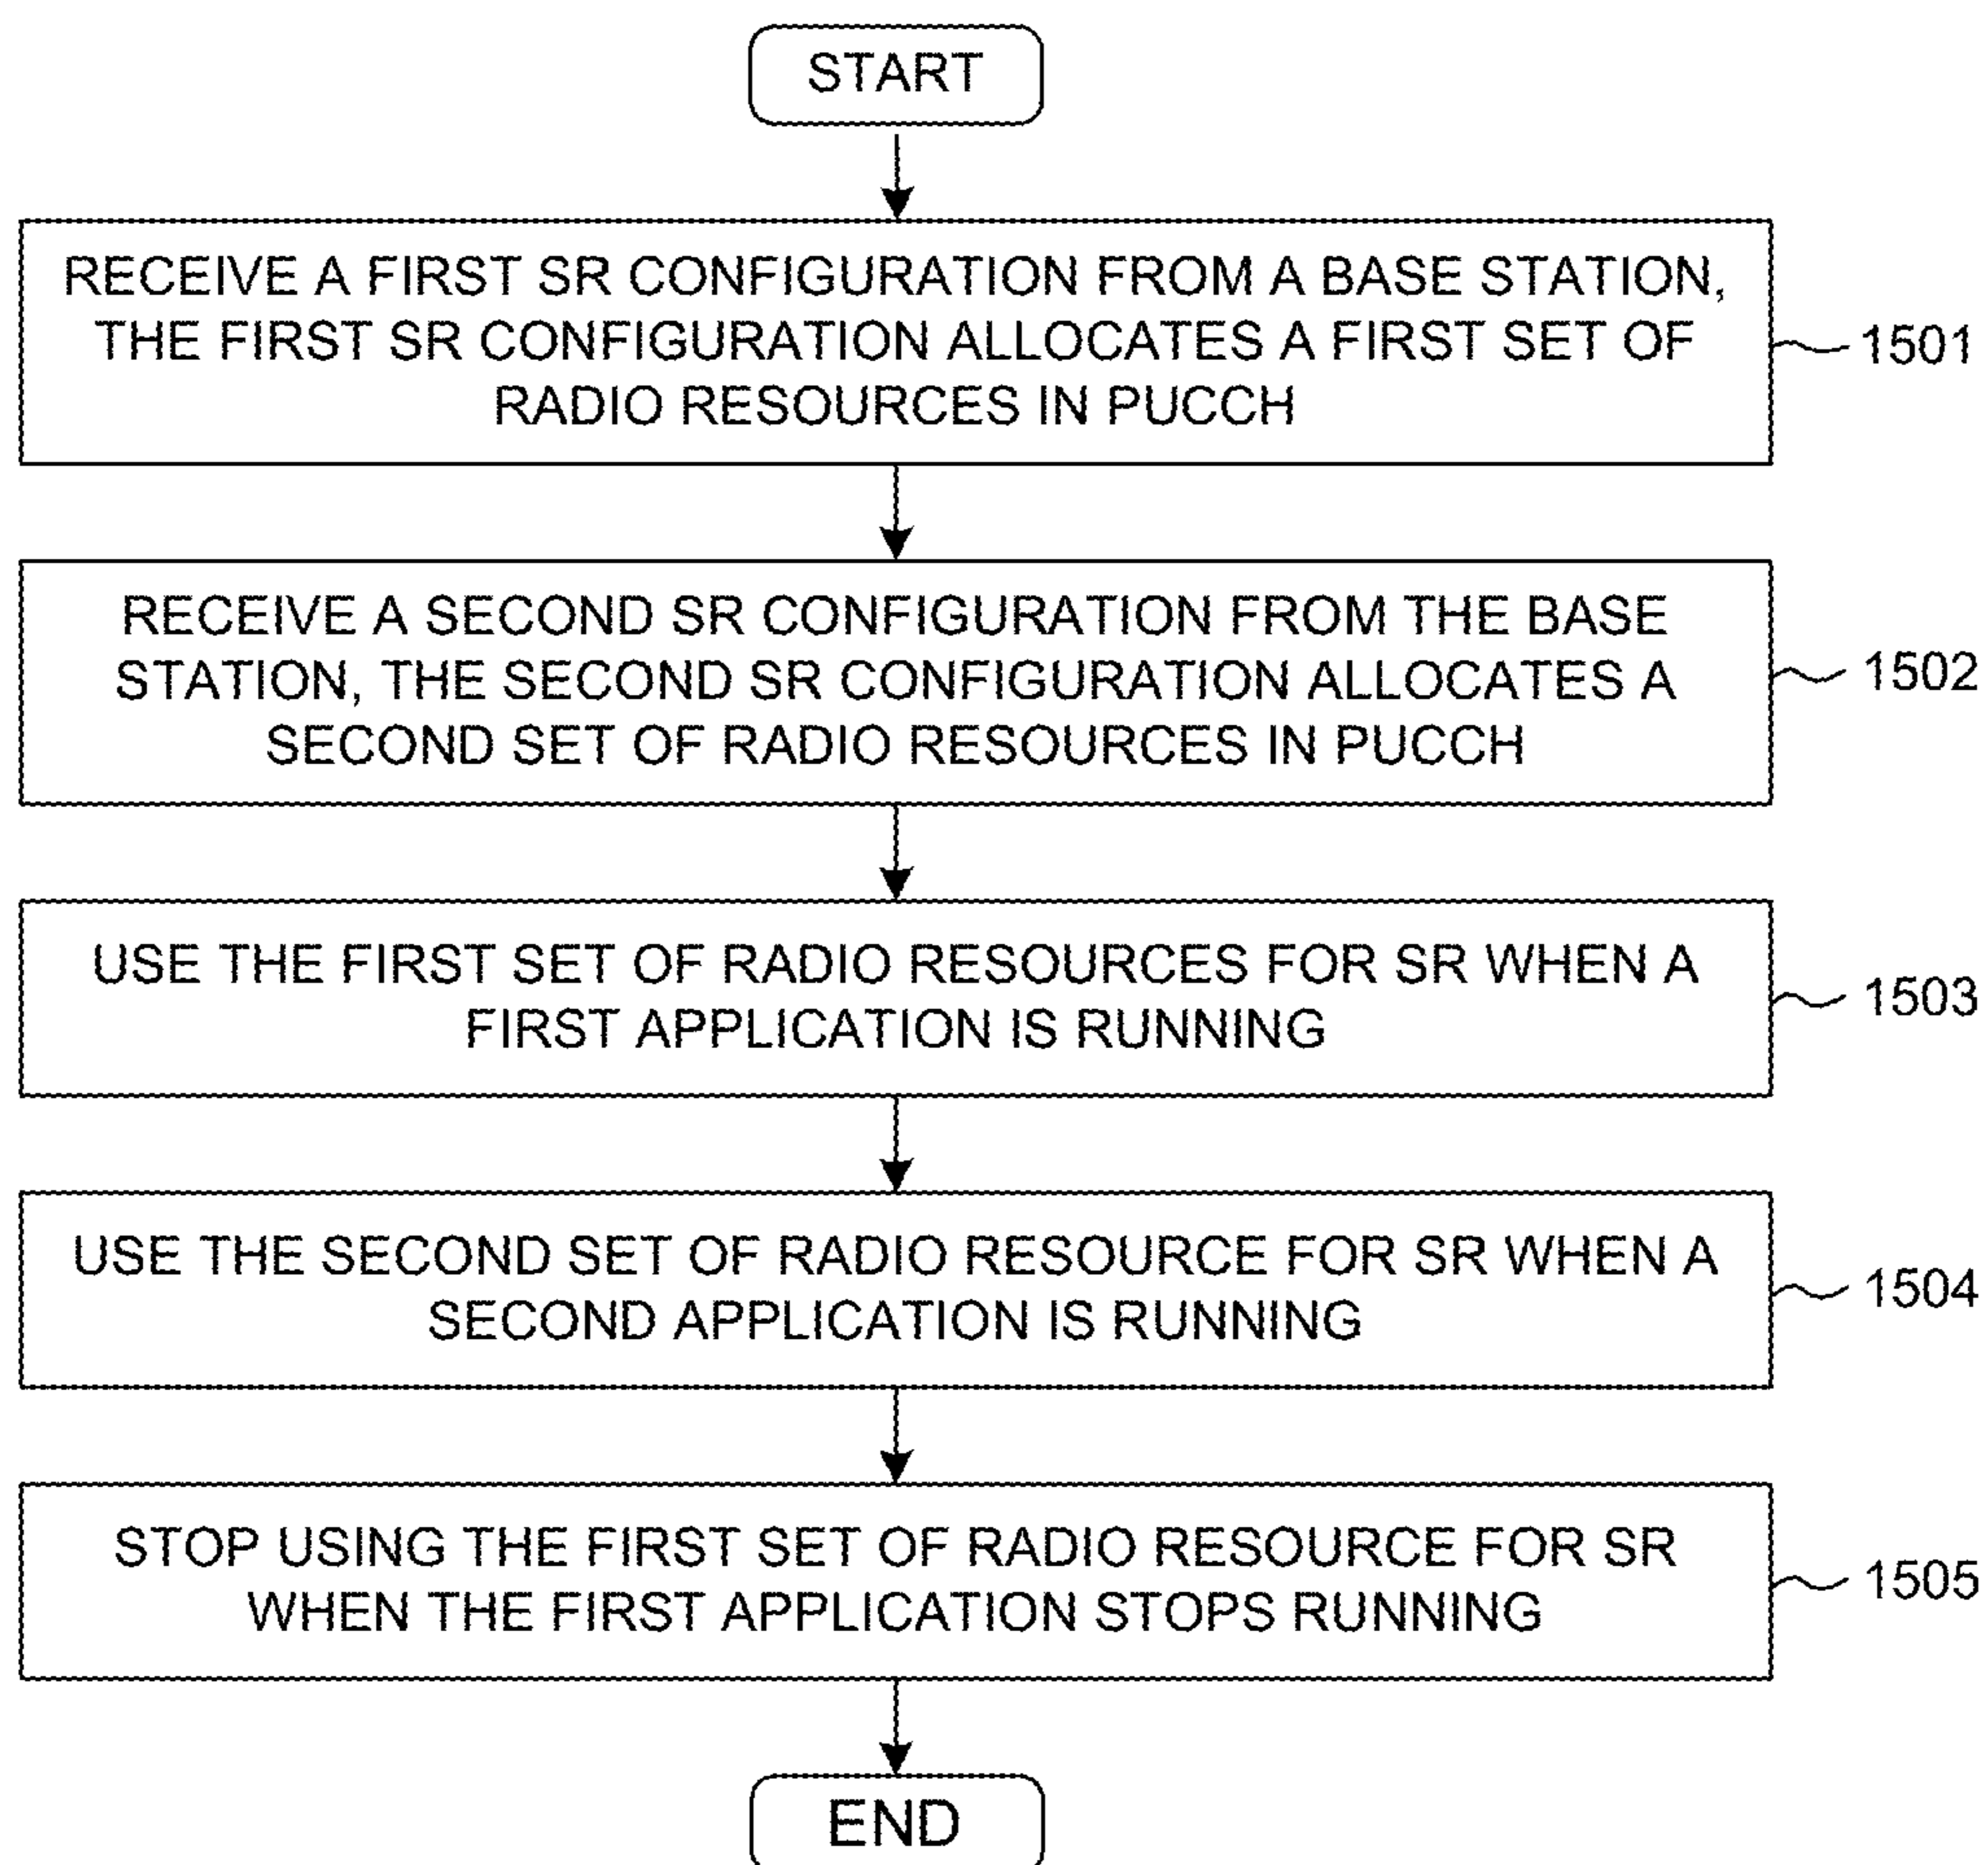 START
RECEIVE A FIRST SR CONFIGURATION FROM A BASE STATION,
THE FIRST SR CONFIGURATION ALLOCATES A FIRST SET OF
RADIO RESOURCES IN PUCCH
1501
RECEIVE A SECOND SR CONFIGURATION FROM THE BASE
STATION, THE SECOND SR CONFIGURATION ALLOCATES A
SECOND SET OF RADIO RESOURCES IN PUCCH
1502
USE THE FIRST SET OF RADIO RESOURCES FOR SR WHEN A
FIRST APPLICATION IS RUNNING
1503
USE THE SECOND SET OF RADIO RESOURCE FOR SR WHEN A
SECOND APPLICATION IS RUNNING
1504
STOP USING THE FIRST SET OF RADIO RESOURCE FOR SR
WHEN THE FIRST APPLICATION STOPS RUNNING
1505
END